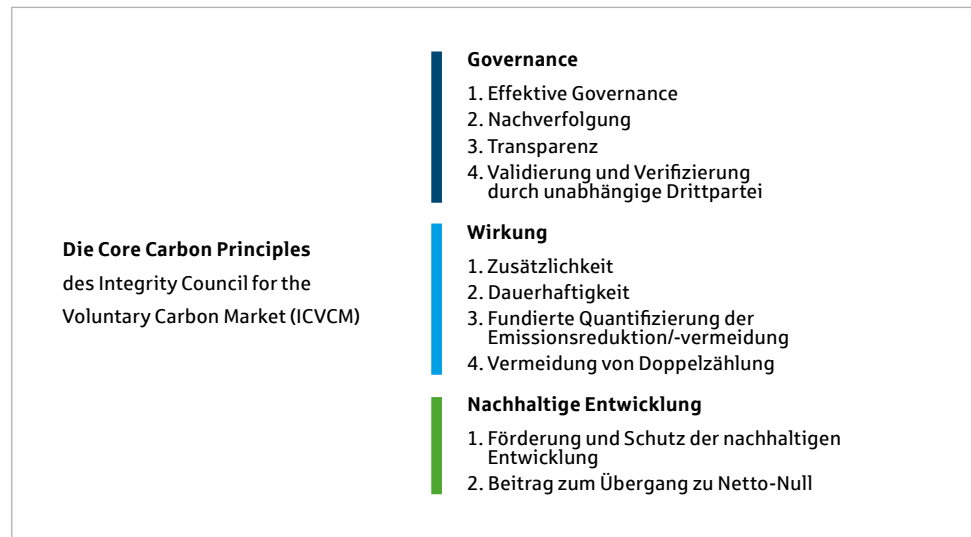 Governance
1. Effektive Governance
2. Nachverfolgung
3. Transparenz
4. Validierung und Verifizierung
durch unabhängige Drittpartei
Die Core Carbon Principles
des Integrity Council for the
Voluntary Carbon Market (ICVCM)
Wirkung
1. Zusätzlichkeit
2. Dauerhaftigkeit
3. Fundierte Quantifizierung der
Emissionsreduktion/-vermeidung
4. Vermeidung von Doppelzählung
Nachhaltige Entwicklung
1. Förderung und Schutz der nachhaltigen
Entwicklung
2. Beitrag zum Übergang zu Netto-Null